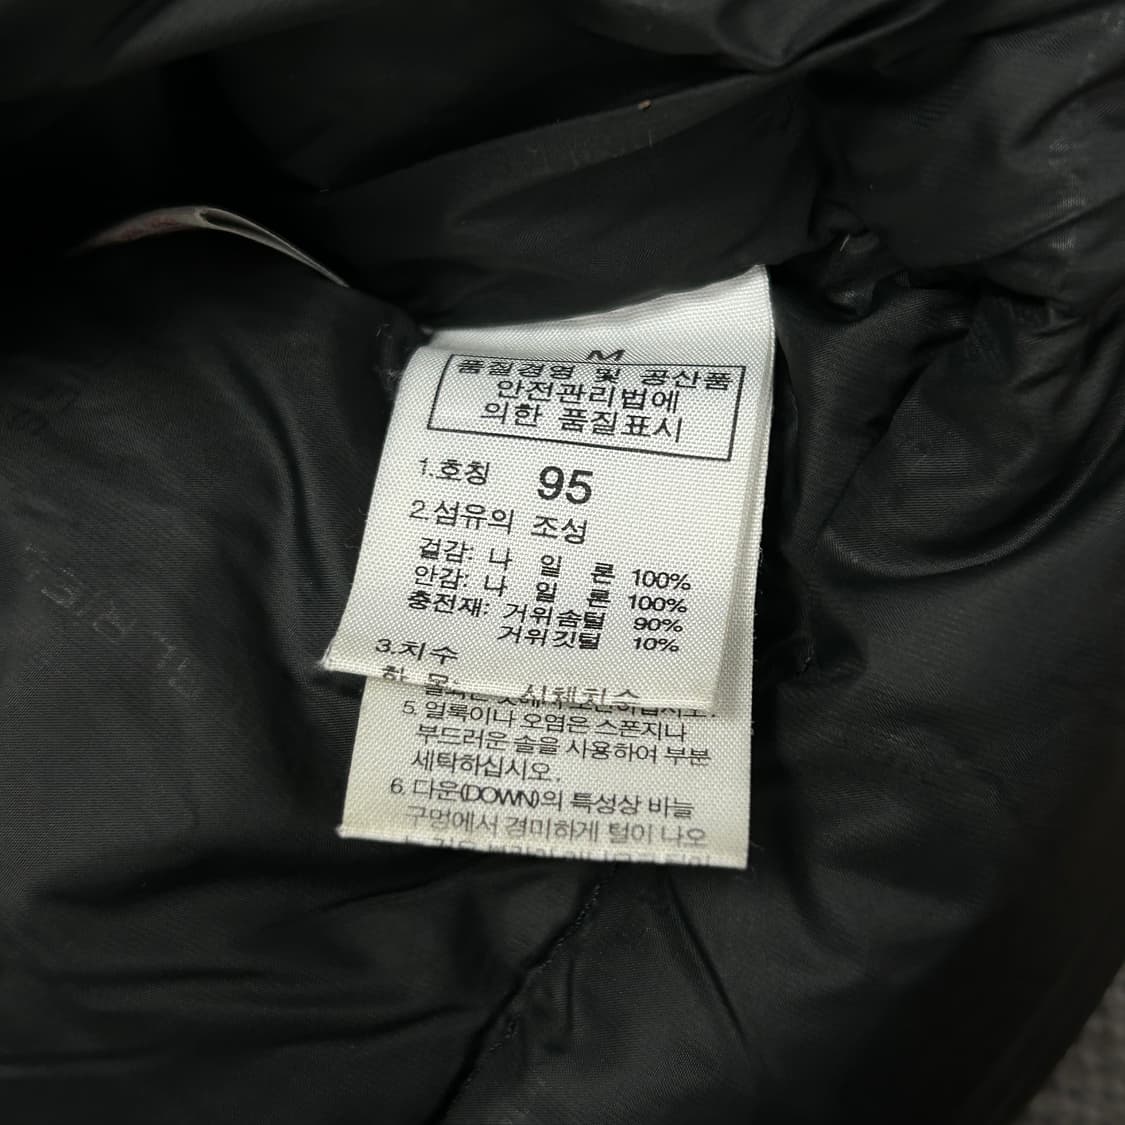 M
품질경영 및 공산품
안전관리법에
의한 품질표시
1.호칭 95
2.섬유의 조성
겉감: 나 일 론 100%
안감: 나 일 론 100%
충전재: 거위솜털 90%
거위깃털 10%
3.치수
신체치수
5. 얼룩이나 오염은 스폰지나
부드러운 솔을 사용하여 부분
세탁하십시오.
6. 다운(DOWN)의 특성상 바늘
구멍에서 경미하게 털이 나오